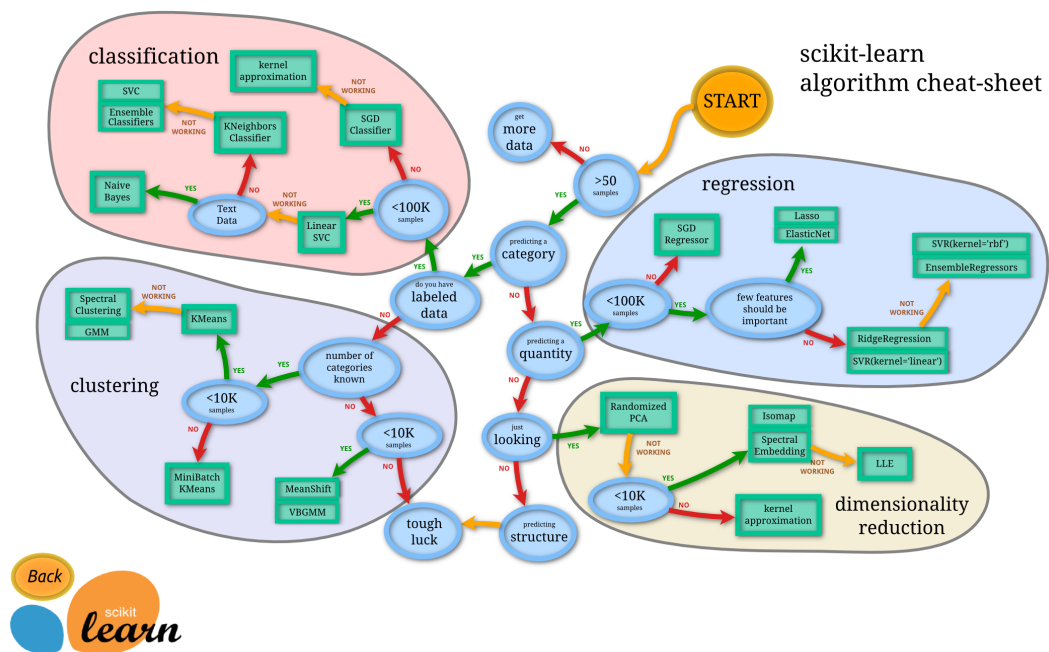 scikit-learn
algorithm cheat-sheet
START
classification
kernel
approximation
NOT
WORKING
SVC
Ensemble
Classifiers
NOT
WORKING
KNeighbors
Classifier
SGD
Classifier
NO
Naive
Bayes
YES
NO
Text
Data
NOT
WORKING
Linear
SVC
YES
<100K
samples
YES
get
more
data
NO
>50
samples
YES
predicting a
category
YES
NO
do you have
labeled
data
NO
predicting a
quantity
YES
NO
just
looking
YES
NO
predicting
structure
tough
luck
regression
SGD
Regressor
NO
<100K
samples
YES
Lasso
ElasticNet
YES
few features
should be
important
NO
SVR(kernel='rbf')
EnsembleRegressors
NOT
WORKING
RidgeRegression
SVR(kernel='linear')
clustering
Spectral
Clustering
GMM
NOT
WORKING
KMeans
YES
number of
categories
known
YES
NO
<10K
samples
NO
MiniBatch
KMeans
<10K
samples
YES
NO
MeanShift
VBGMM
Randomized
PCA
NOT
WORKING
<10K
samples
YES
NO
Isomap
Spectral
Embedding
NOT
WORKING
LLE
kernel
approximation
dimensionality
reduction
Back
scikit
learn